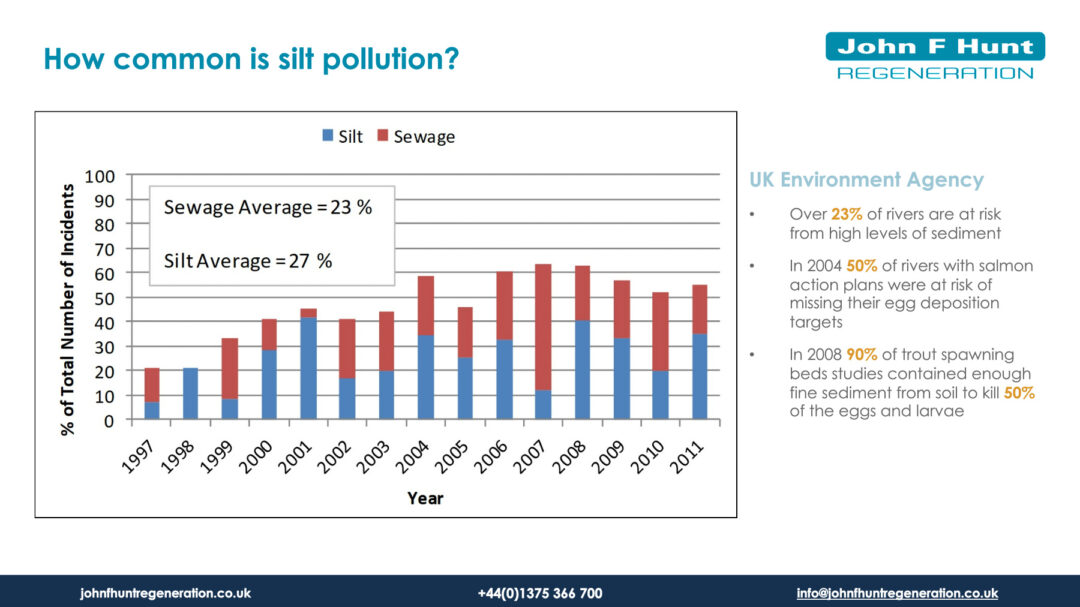 How common is silt pollution?
John F Hunt
REGENERATION
Silt Sewage
% of Total Number of Incidents
100
90
80
70
60
50
40
30
20
10
0
Sewage Average = 23 %
Silt Average = 27 %
1997 1998 1999 2000 2001 2002 2003 2004 2005 2006 2007 2008 2009 2010 2011
Year
UK Environment Agency
• Over 23% of rivers are at risk
from high levels of sediment
• In 2004 50% of rivers with salmon
action plans were at risk of
missing their egg deposition
targets
• In 2008 90% of trout spawning
beds studies contained enough
fine sediment from soil to kill 50%
of the eggs and larvae
johnfhuntregeneration.co.uk +44(0)1375 366 700 info@johnfhuntregeneration.co.uk